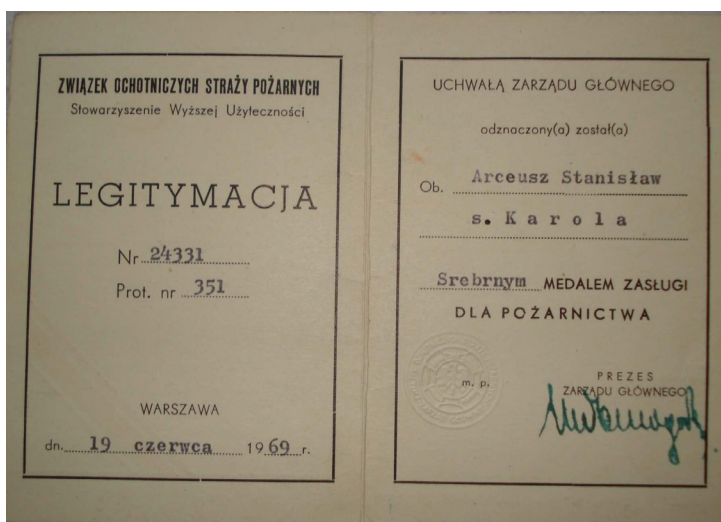 ZWIĄZEK OCHOTNICZYCH STRAŻY POŻARNYCH
Stowarzyszenie Wyższej Użyteczności
LEGITYMACJA
Nr 24331
Prot. nr 351
WARSZAWA
dn. 19 czerwca 1969 r.
UCHWAŁĄ ZARZĄDU GŁÓWNEGO
odznaczony(a) został(a)
Ob. Arceusz Stanisław
s. Karola
Srebrnym MEDALEM ZASŁUGI
DLA POŻARNICTWA
m. p.
PREZES
ZARZĄDU GŁÓWNEGO